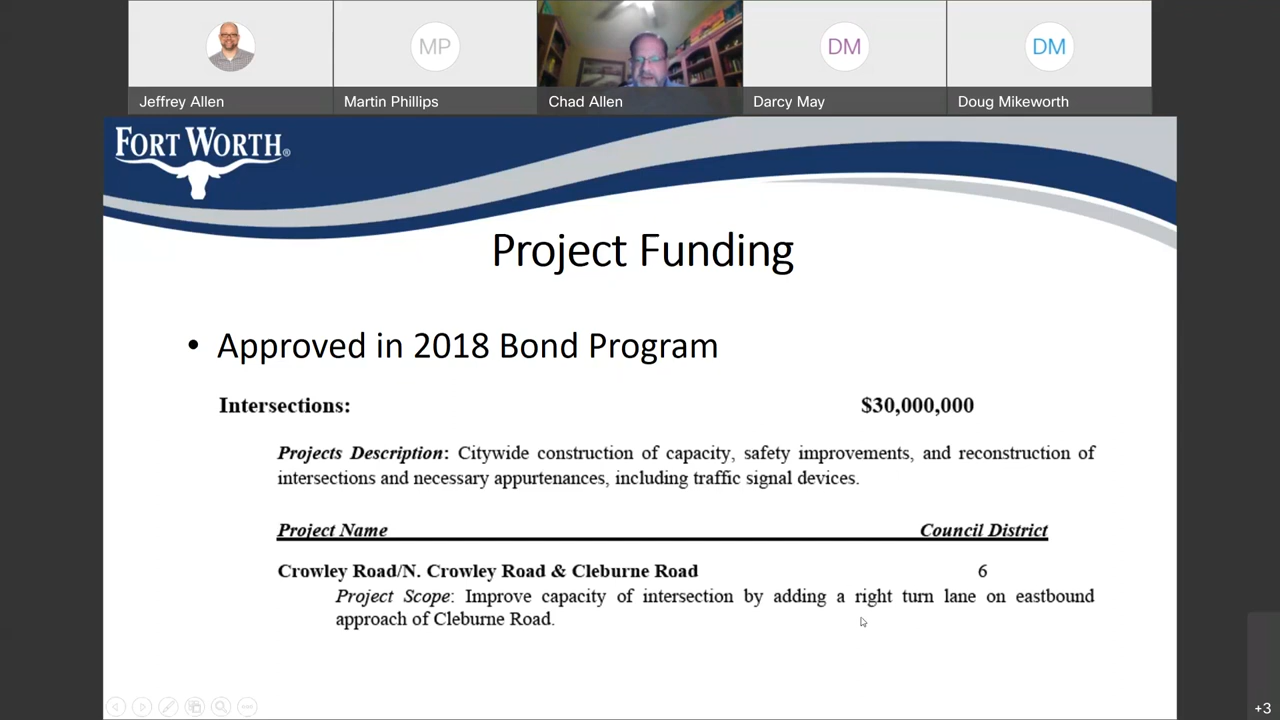 MP
DM
DM
Jeffrey Allen
Martin Phillips
Chad Allen
Darcy May
Doug Mikeworth
FORT WORTH®
Project Funding
• Approved in 2018 Bond Program
Intersections: $30,000,000
Projects Description: Citywide construction of capacity, safety improvements, and reconstruction of
intersections and necessary appurtenances, including traffic signal devices.
Project Name Council District
Crowley Road/N. Crowley Road & Cleburne Road 6
Project Scope: Improve capacity of intersection by adding a right turn lane on eastbound
approach of Cleburne Road.
+3